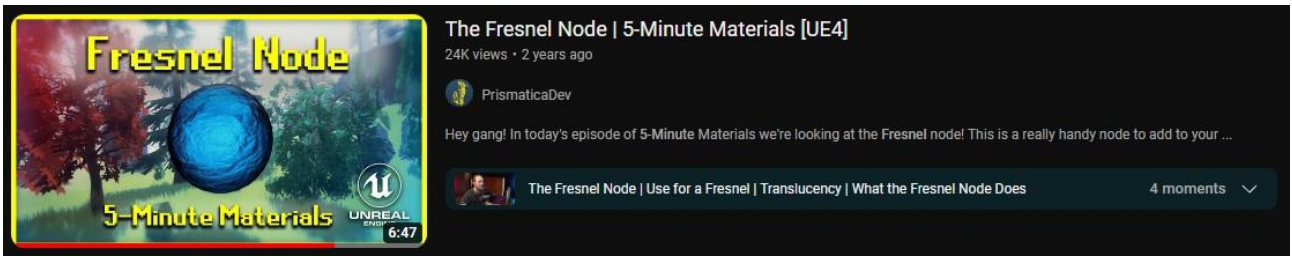 Fresnel Node
5-Minute Materials
UNREAL
ENGINE
6:47
The Fresnel Node | 5-Minute Materials [UE4]
24K views • 2 years ago
PrismaticaDev
Hey gang! In today's episode of 5-Minute Materials we're looking at the Fresnel node! This is a really handy node to add to your ...
The Fresnel Node | Use for a Fresnel | Translucency | What the Fresnel Node Does
4 moments